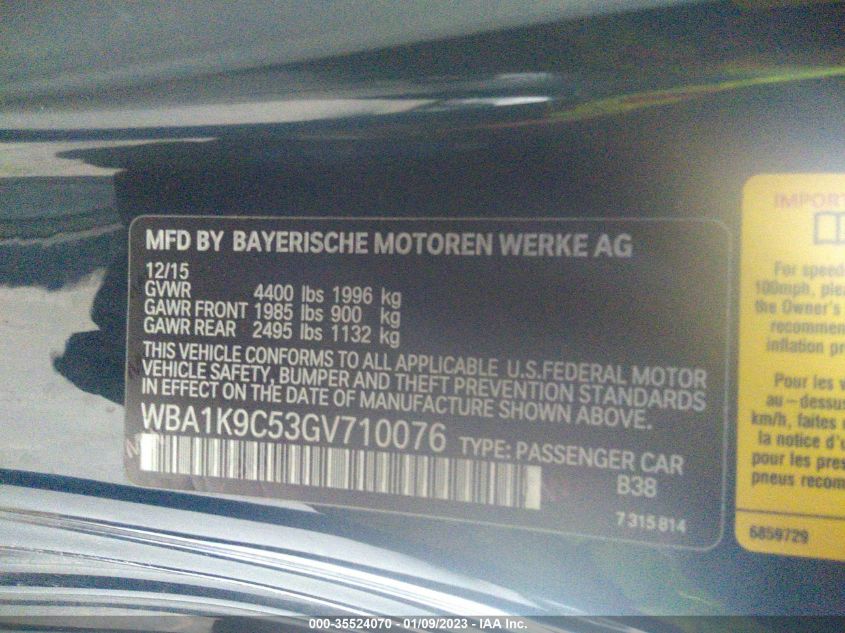 MFD BY BAYERISCHE MOTOREN WERKE AG
12/15
GVWR 4400 lbs 1996 kg
GAWR FRONT 1985 lbs 900 kg
GAWR REAR 2495 lbs 1132 kg
THIS VEHICLE CONFORMS TO ALL APPLICABLE U.S.FEDERAL MOTOR
VEHICLE SAFETY, BUMPER AND THEFT PREVENTION STANDARDS
IN EFFECT ON THE DATE OF MANUFACTURE SHOWN ABOVE.
WBA1K9C53GV710076 TYPE: PASSENGER CAR
B38
7 315 814
IMPORT
For speed
100mph, plea
the Owner's
recommen
inflation pr
Pour les v
au-dessus
km/h, faites
la notice d'u
pour les pres
pneus recom
6859729
000-35524070 - 01/09/2023 - IAA Inc.